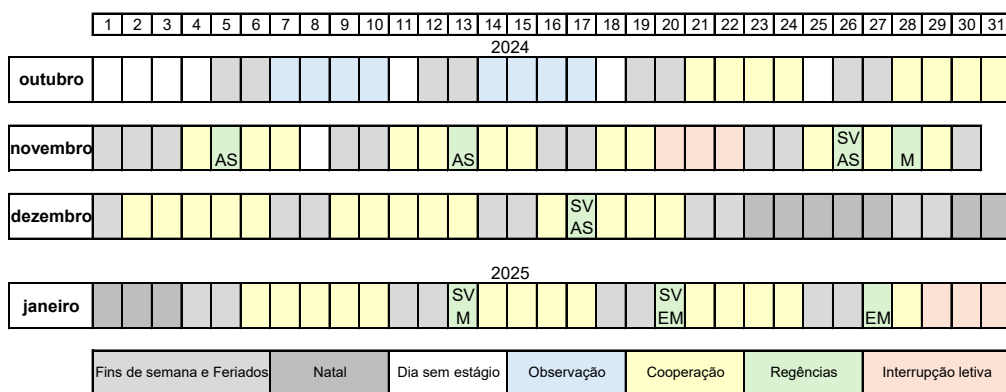 1 2 3 4 5 6 7 8 9 10 11 12 13 14 15 16 17 18 19 20 21 22 23 24 25 26 27 28 29 30 31
2024
outubro
novembro AS AS SV AS M
dezembro SV AS
2025
janeiro SV M SV EM EM
Fins de semana e Feriados Natal Dia sem estágio Observação Cooperação Regências Interrupção letiva